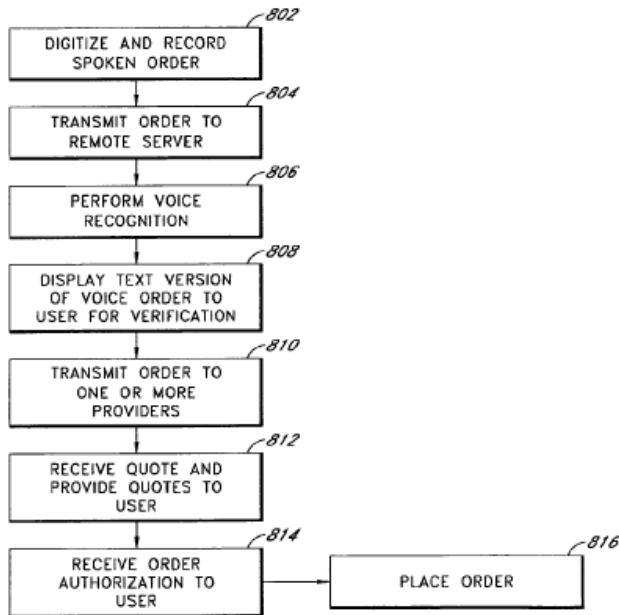 802
DIGITIZE AND RECORD
SPOKEN ORDER
804
TRANSMIT ORDER TO
REMOTE SERVER
806
PERFORM VOICE
RECOGNITION
808
DISPLAY TEXT VERSION
OF VOICE ORDER TO
USER FOR VERIFICATION
810
TRANSMIT ORDER TO
ONE OR MORE
PROVIDERS
812
RECEIVE QUOTE AND
PROVIDE QUOTES TO
USER
814
RECEIVE ORDER
AUTHORIZATION TO
USER
816
PLACE ORDER